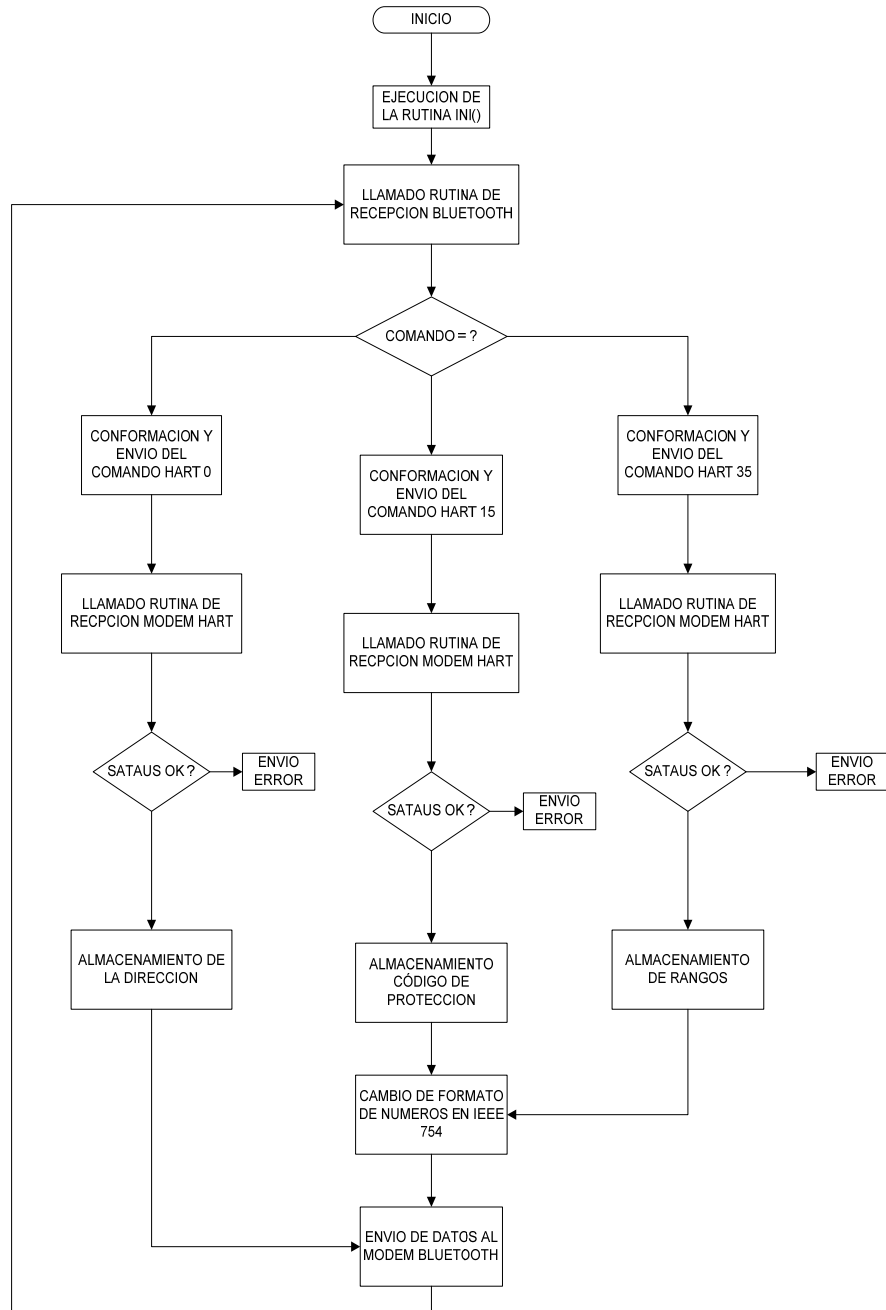 INICIO
EJECUCION DE
LA RUTINA INI()
LLAMADO RUTINA DE
RECEPCION BLUETOOTH
COMANDO = ?
CONFORMACION Y
ENVIO DEL
COMANDO HART 0
CONFORMACION Y
ENVIO DEL
COMANDO HART 15
CONFORMACION Y
ENVIO DEL
COMANDO HART 35
LLAMADO RUTINA DE
RECPCION MODEM HART
LLAMADO RUTINA DE
RECPCION MODEM HART
LLAMADO RUTINA DE
RECPCION MODEM HART
SATAUS OK ?
ENVIO
ERROR
SATAUS OK ?
ENVIO
ERROR
SATAUS OK ?
ENVIO
ERROR
ALMACENAMIENTO DE
LA DIRECCION
ALMACENAMIENTO
CÓDIGO DE
PROTECCION
ALMACENAMIENTO
DE RANGOS
CAMBIO DE FORMATO
DE NUMEROS EN IEEE
754
ENVIO DE DATOS AL
MODEM BLUETOOTH